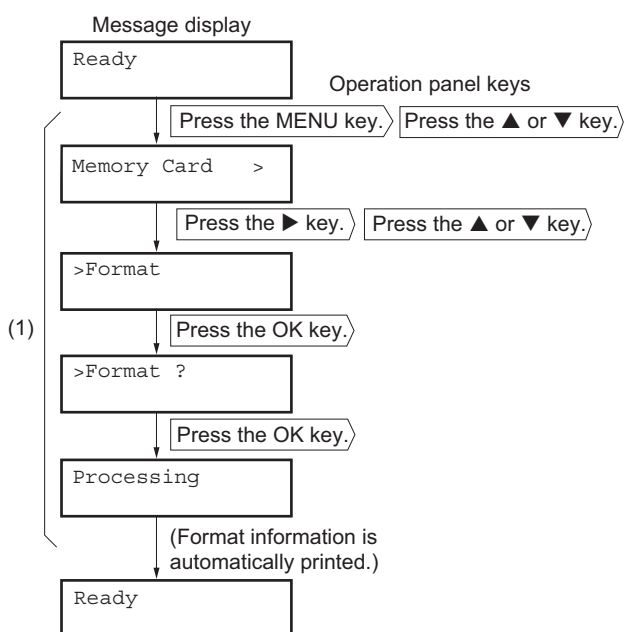 Message display
Ready
Operation panel keys
Press the MENU key. Press the ▲ or ▼ key.
Memory Card >
Press the ▶ key. Press the ▲ or ▼ key.
>Format
(1)
Press the OK key.
>Format ?
Press the OK key.
Processing
(Format information is
automatically printed.)
Ready